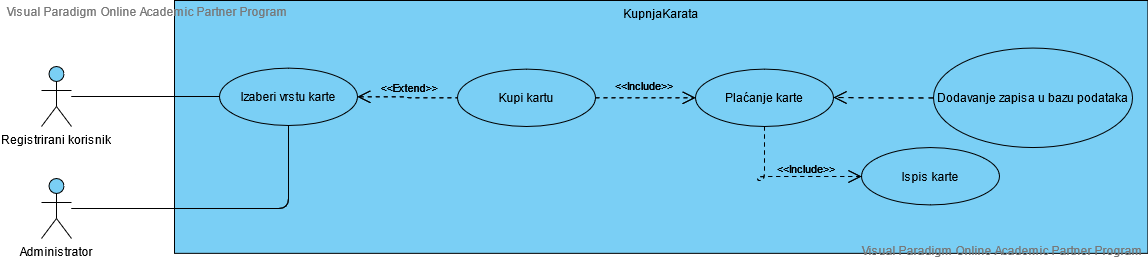 Visual Paradigm Online Academic Partner Program
KupnjaKarata
Izaberi vrstu karte
<<Extend>>
Kupi kartu
<<Include>>
Plaćanje karte
Dodavanje zapisa u bazu podataka
Registrirani korisnik
<<Include>>
Ispis karte
Administrator
Visual Paradigm Online Academic Partner Program